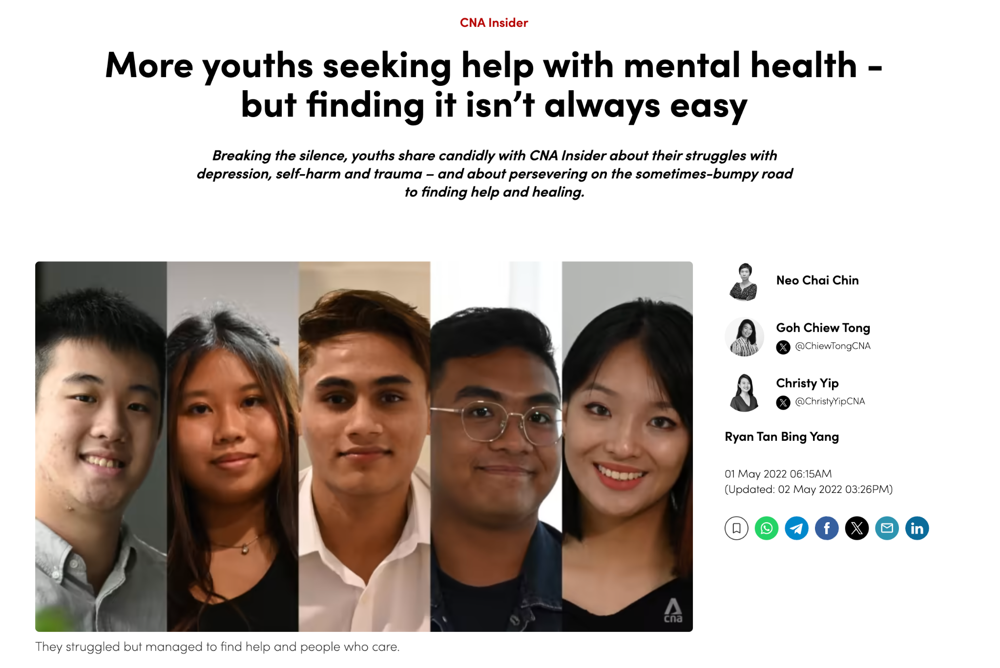 CNA Insider
More youths seeking help with mental health -
but finding it isn’t always easy
Breaking the silence, youths share candidly with CNA Insider about their struggles with
depression, self-harm and trauma – and about persevering on the sometimes-bumpy road
to finding help and healing.
Neo Chai Chin
Goh Chiew Tong
@ChiewTongCNA
Christy Yip
@ChristyYipCNA
Ryan Tan Bing Yang
01 May 2022 06:15AM
(Updated: 02 May 2022 03:26PM)
cna
They struggled but managed to find help and people who care.